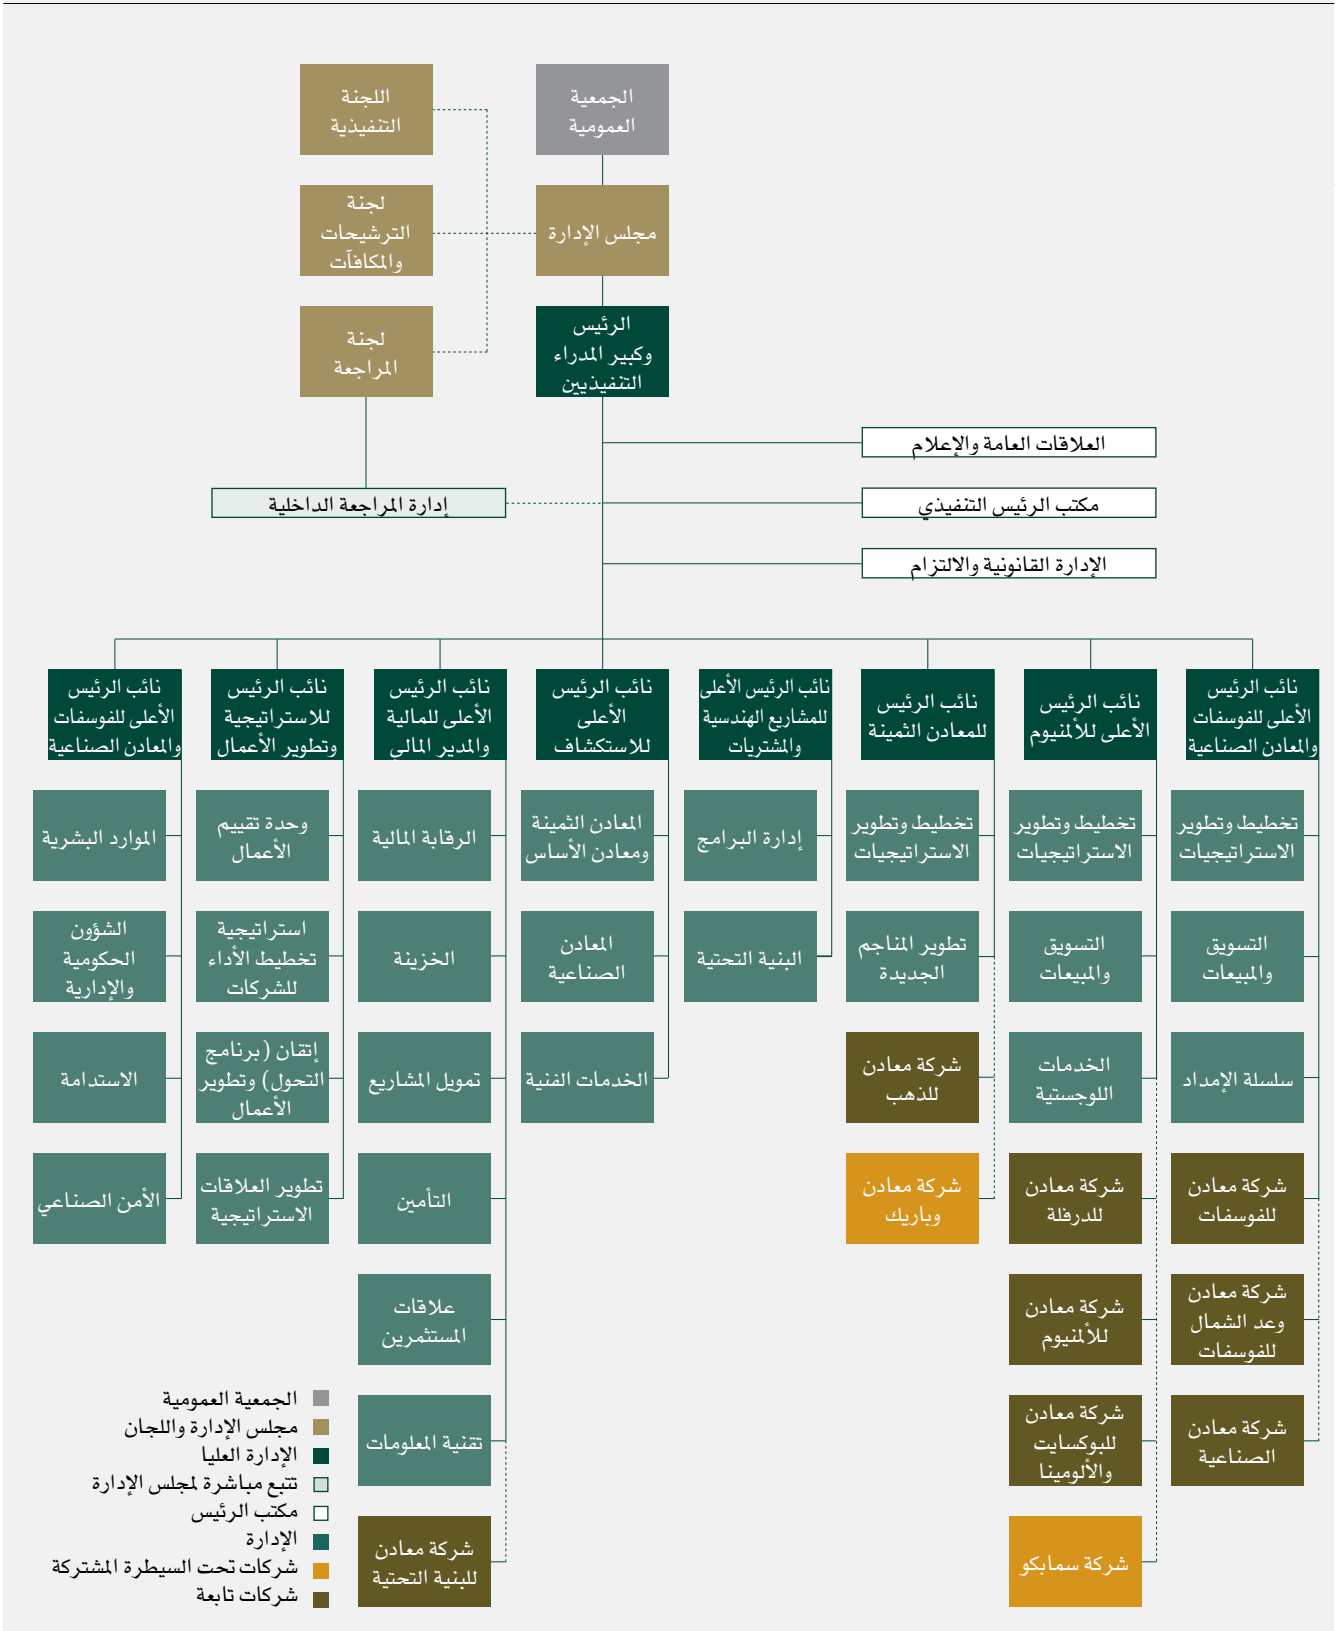 الجمعية
العمومية
اللجنة
التنفيذية
مجلس الإدارة
لجنة
الترشيحات
والمكافآت
الرئيس
وكبير المدراء
التنفيذيين
لجنة
المراجعة
العلاقات العامة والإعلام
مكتب الرئيس التنفيذي
إدارة المراجعة الداخلية
الإدارة القانونية والالتزام
نائب الرئيس
الأعلى للفوسفات
والمعادن الصناعية
تخطيط وتطوير
الاستراتيجيات
التسويق
والمبيعات
سلسلة الإمداد
شركة معادن
للفوسفات
شركة معادن
وعد الشمال
للفوسفات
شركة معادن
الصناعية
نائب الرئيس
الأعلى للألمنيوم
تخطيط وتطوير
الاستراتيجيات
التسويق
والمبيعات
الخدمات
اللوجستية
شركة معادن
للدرفلة
شركة معادن
للألمنيوم
شركة معادن
للبوكسايت
والألومينا
شركة سمابكو
نائب الرئيس
للمعادن الثمينة
تخطيط وتطوير
الاستراتيجيات
تطوير المناجم
الجديدة
شركة معادن
للذهب
شركة معادن
وباريك
نائب الرئيس الأعلى
للمشاريع الهندسية
والمشتريات
إدارة البرامج
البنية التحتية
نائب الرئيس
الأعلى
للاستكشاف
المعادن الثمينة
ومعادن الأساس
المعادن
الصناعية
الخدمات الفنية
نائب الرئيس
الأعلى للمالية
والمدير المالي
الرقابة المالية
الخزينة
تمويل المشاريع
التأمين
علاقات
المستثمرين
تقنية المعلومات
شركة معادن
للبنية التحتية
نائب الرئيس
للاستراتيجية
وتطوير الأعمال
وحدة تقييم
الأعمال
استراتيجية
تخطيط الأداء
للشركات
إتقان (برنامج
التحول) وتطوير
الأعمال
تطوير العلاقات
الاستراتيجية
نائب الرئيس
الأعلى للفوسفات
والمعادن الصناعية
الموارد البشرية
الشؤون
الحكومية
والإدارية
الاستدامة
الأمن الصناعي
الجمعية العمومية
مجلس الإدارة واللجان
الإدارة العليا
تتبع مباشرة لمجلس الإدارة
مكتب الرئيس
الإدارة
شركات تحت السيطرة المشتركة
شركات تابعة